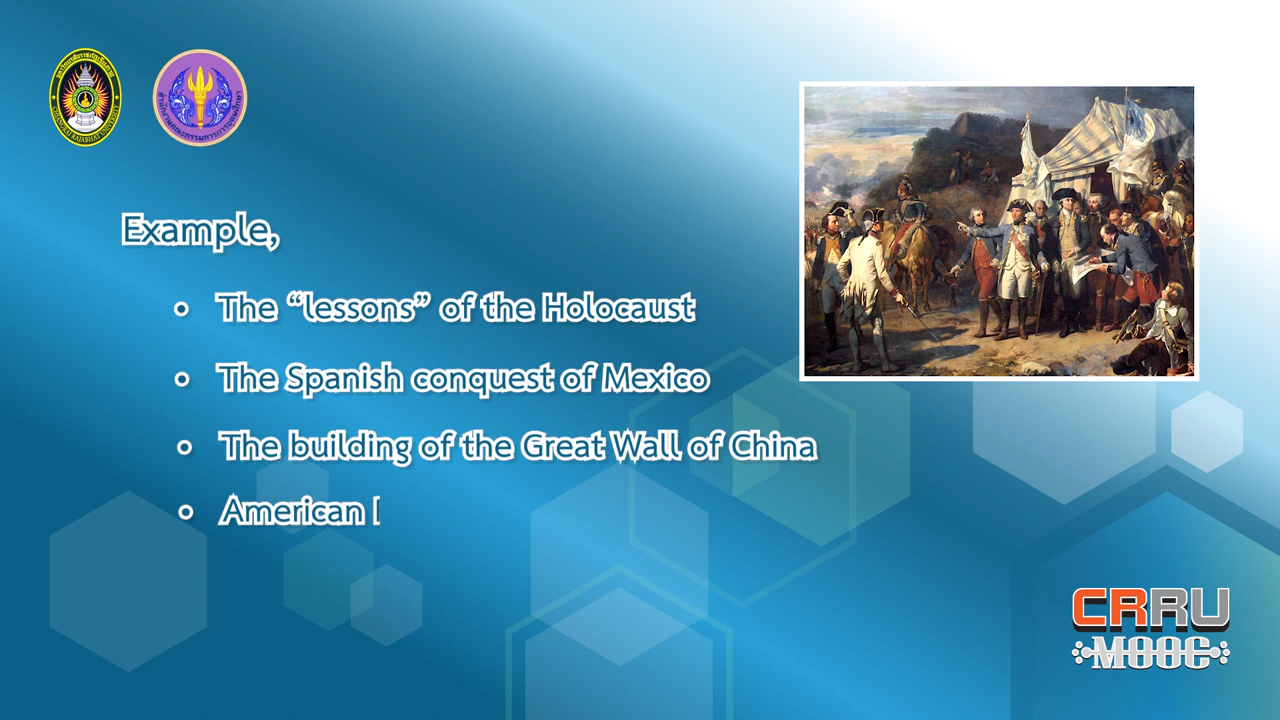 Example,
The “lessons” of the Holocaust
The Spanish conquest of Mexico
The building of the Great Wall of China
American
CRRU
MOOC